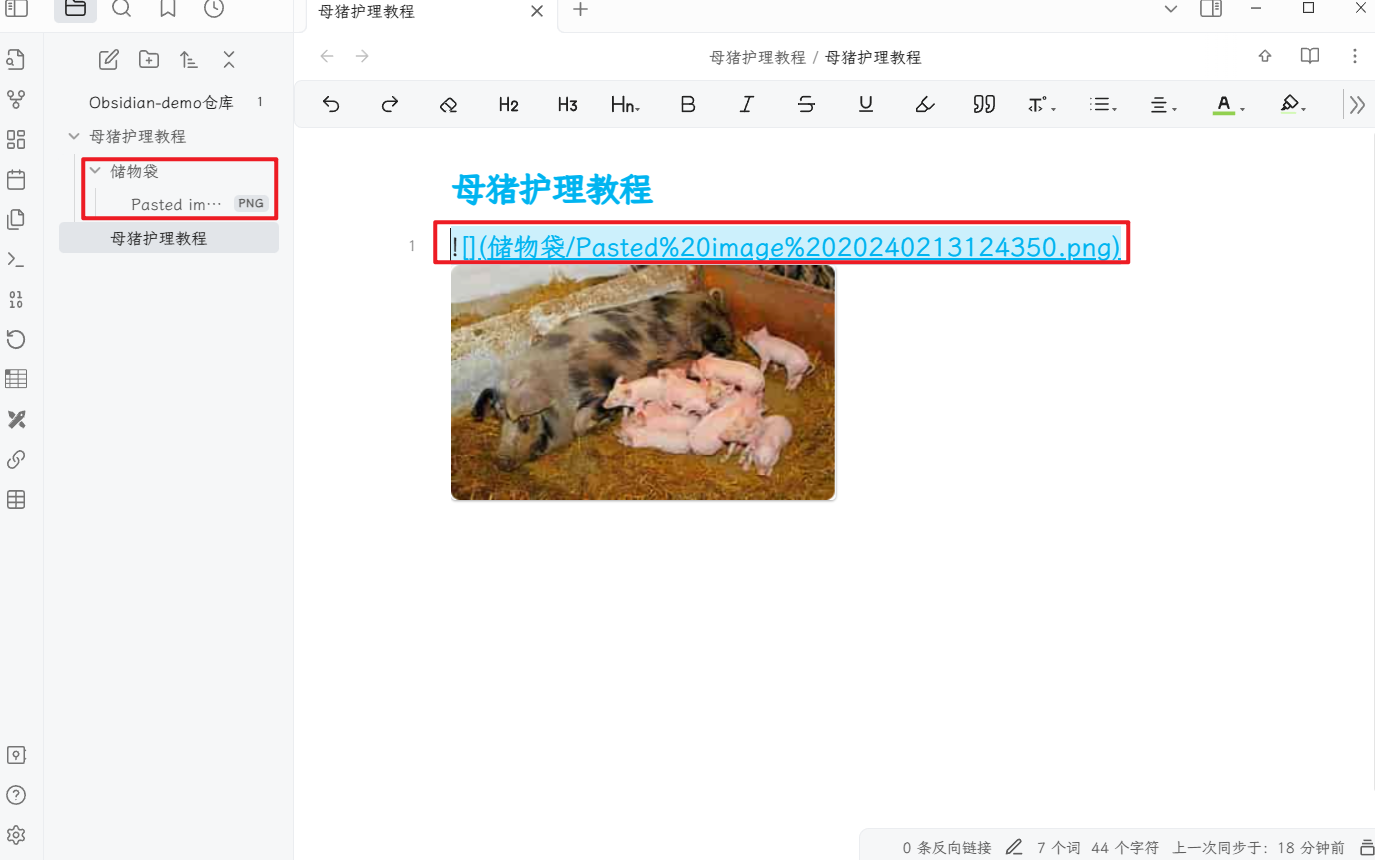 母猪护理教程
母猪护理教程 / 母猪护理教程
Obsidian-demo仓库 1
H2 H3 Hn B I S U A
母猪护理教程
储物袋
Pasted im··· PNG
母猪护理教程
母猪护理教程
1 ![](储物袋/Pasted%20image%2020240213124350.png)
0 条反向链接 7 个词 44 个字符 上一次同步于: 18 分钟前